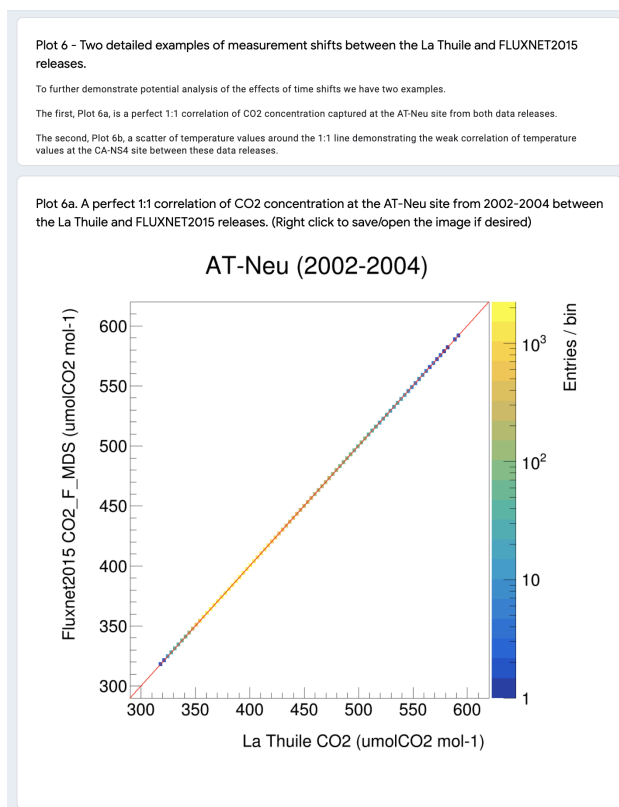 Plot 6 - Two detailed examples of measurement shifts between the La Thuile and FLUXNET2015
releases.
To further demonstrate potential analysis of the effects of time shifts we have two examples.
The first, Plot 6a, is a perfect 1:1 correlation of CO2 concentration captured at the AT-Neu site from both data releases.
The second, Plot 6b, a scatter of temperature values around the 1:1 line demonstrating the weak correlation of temperature
values at the CA-NS4 site between these data releases.
Plot 6a. A perfect 1:1 correlation of CO2 concentration at the AT-Neu site from 2002-2004 between
the La Thuile and FLUXNET2015 releases. (Right click to save/open the image if desired)
AT-Neu (2002-2004)
Fluxnet2015 CO2_F_MDS (umolCO2 mol-1)
600
550
500
450
400
350
300
300 350 400 450 500 550 600
La Thuile CO2 (umolCO2 mol-1)
Entries / bin
10³
10²
10
1